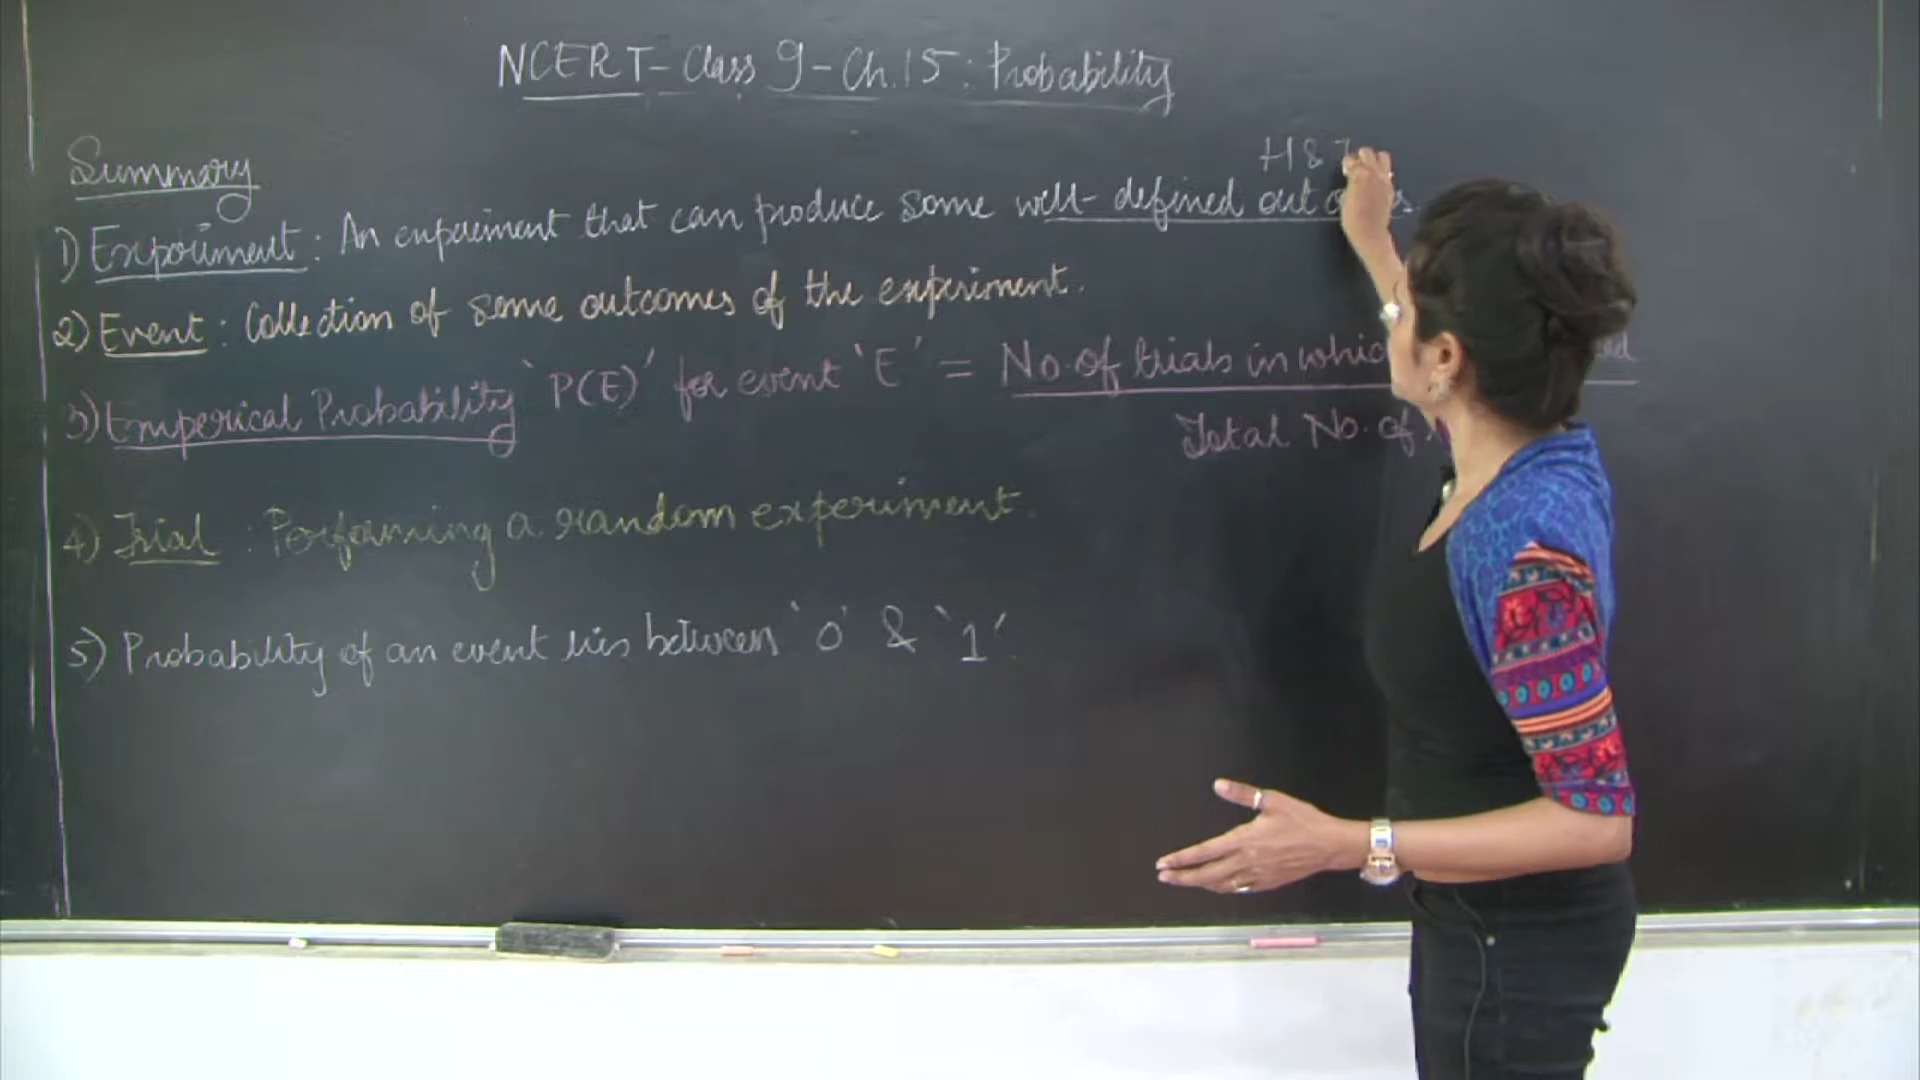 NCERT - Class 9 - Ch.15 : Probability
H &
Summary
1) Experiment : An experiment that can produce some well-defined out
2) Event : Collection of some outcomes of the experiment.
3) Emperical Probability 'P(E)' for event 'E' = No. of trials in which
Total No. of
4) Trial : Performing a random experiment.
5) Probability of an event lies between '0' & '1'.